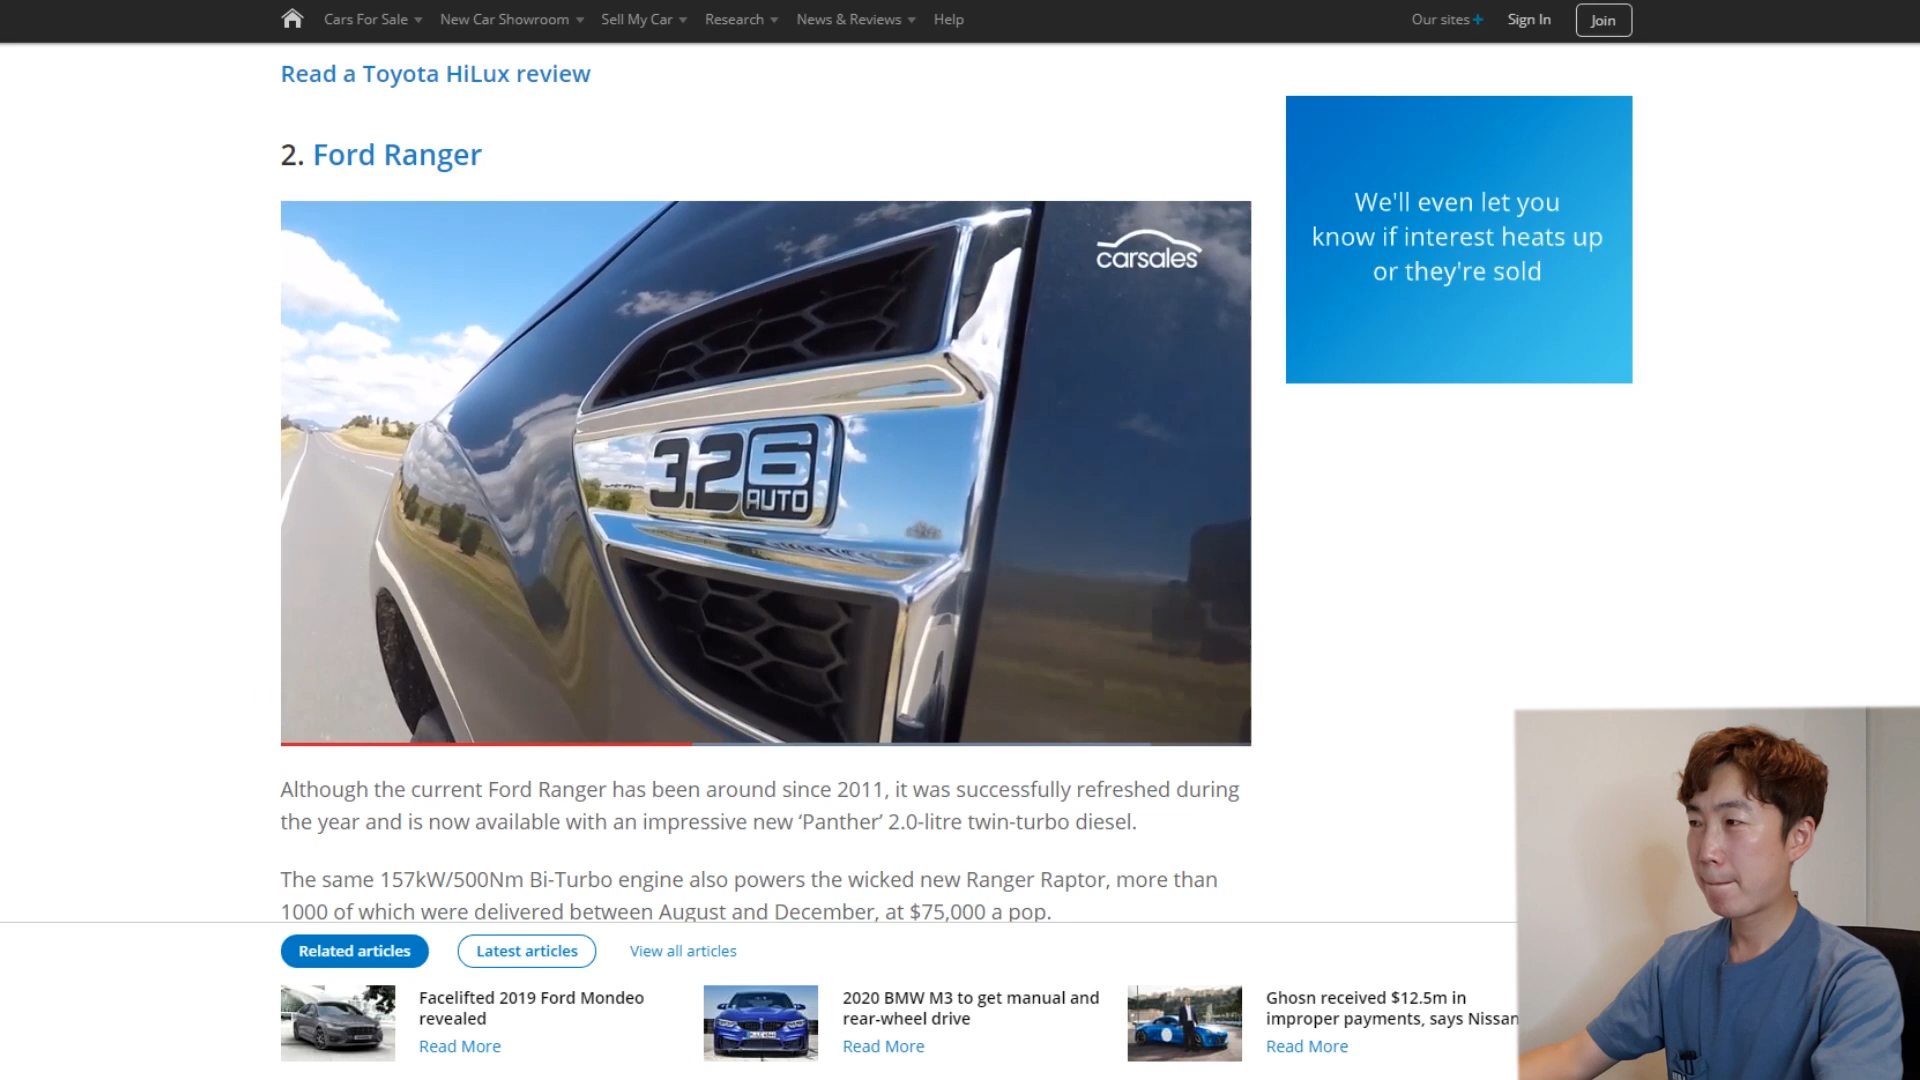 Cars For Sale New Car Showroom Sell My Car Research News & Reviews Help Our sites+ Sign In Join
Read a Toyota HiLux review
2. Ford Ranger
carsales
3.2 6
AUTO
We'll even let you
know if interest heats up
or they're sold
Although the current Ford Ranger has been around since 2011, it was successfully refreshed during
the year and is now available with an impressive new ‘Panther’ 2.0-litre twin-turbo diesel.
The same 157kW/500Nm Bi-Turbo engine also powers the wicked new Ranger Raptor, more than
1000 of which were delivered between August and December, at $75,000 a pop.
Related articles Latest articles View all articles
Facelifted 2019 Ford Mondeo
revealed
Read More
2020 BMW M3 to get manual and
rear-wheel drive
Read More
Ghosn received $12.5m in
improper payments, says Nissan
Read More